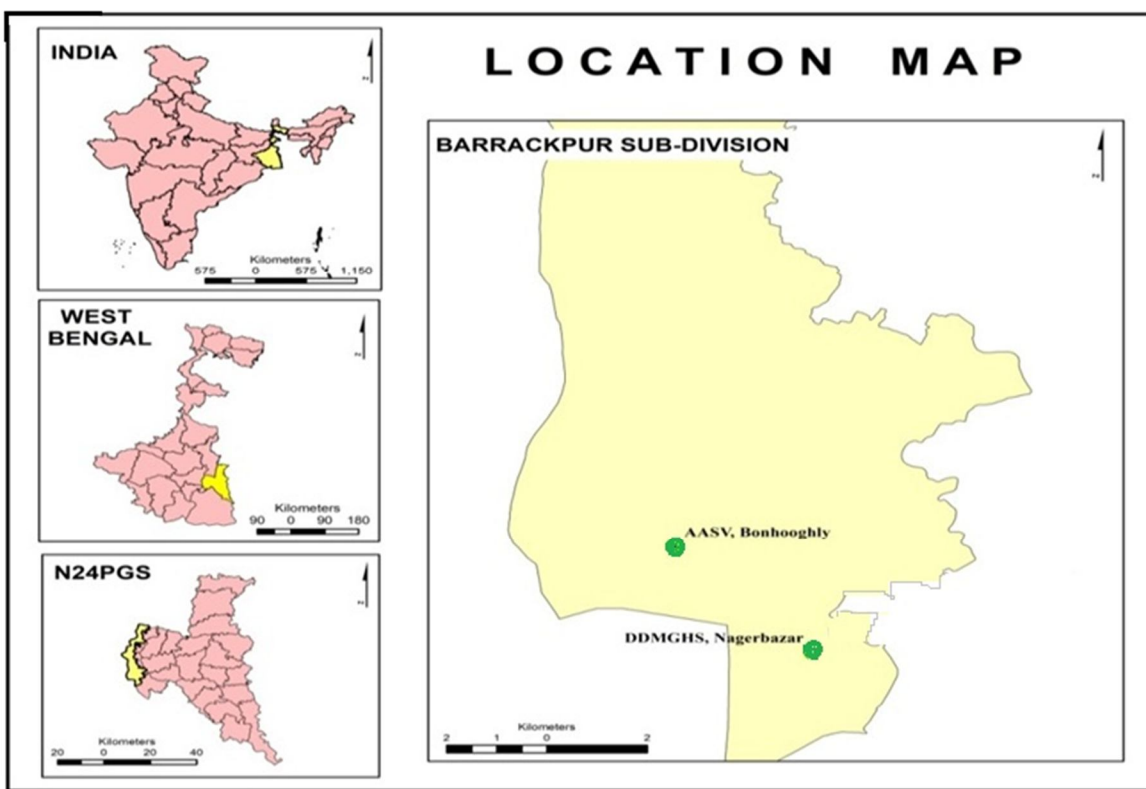 LOCATION MAP
INDIA
N
Kilometers
575 0 575 1,150
WEST
BENGAL
N
Kilometers
90 0 90 180
N24PGS
N
Kilometers
20 0 20 40
BARRACKPUR SUB-DIVISION
N
AASV, Bonhooghly
DDMGHS, Nagerbazar
Kilometers
2 1 0 2